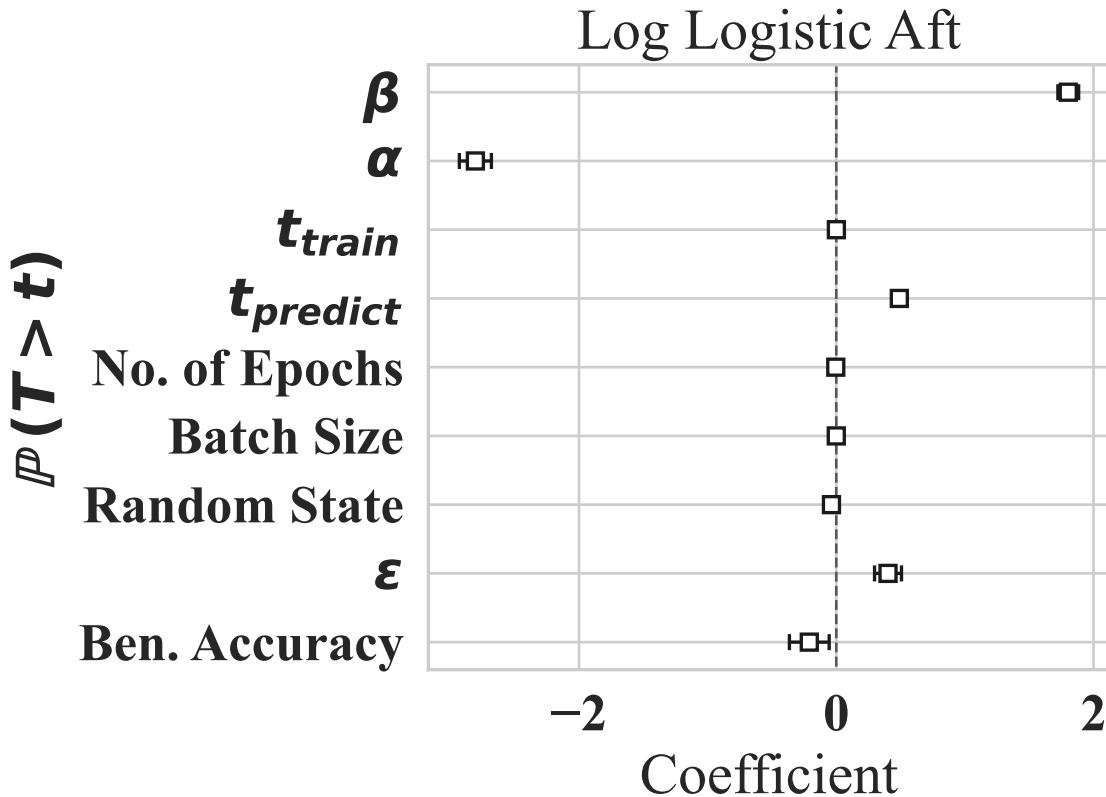 Log Logistic Aft
ℙ(T > t)
β
α
t_train
t_predict
No. of Epochs
Batch Size
Random State
ε
Ben. Accuracy
−2 0 2
Coefficient